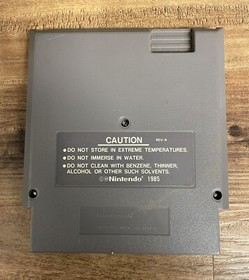 CAUTION REV-A
●DO NOT STORE IN EXTREME TEMPERATURES.
●DO NOT IMMERSE IN WATER.
●DO NOT CLEAN WITH BENZENE, THINNER,
ALCOHOL OR OTHER SUCH SOLVENTS.
©®Nintendo® 1985